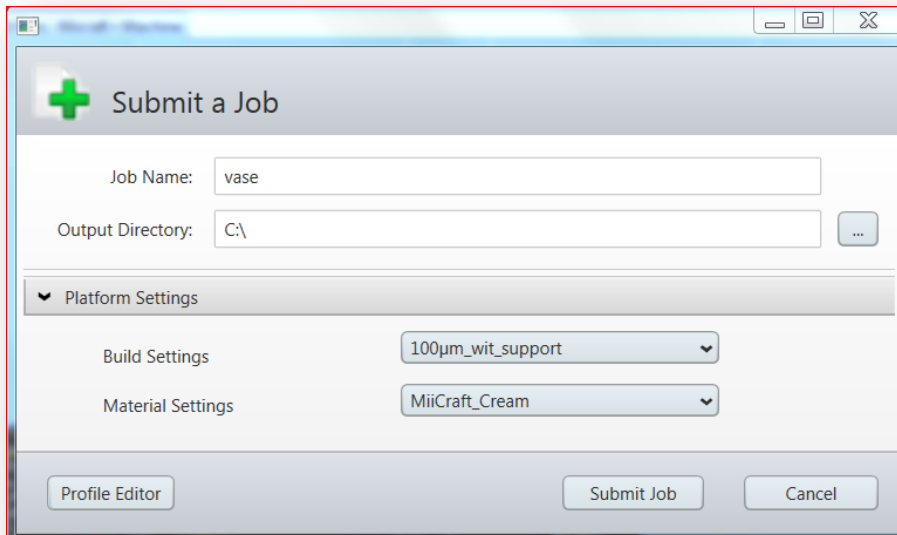 Submit a Job
Job Name: vase
Output Directory: C:\ ...
Platform Settings
Build Settings 100µm_wit_support
Material Settings MiiCraft_Cream
Profile Editor Submit Job Cancel